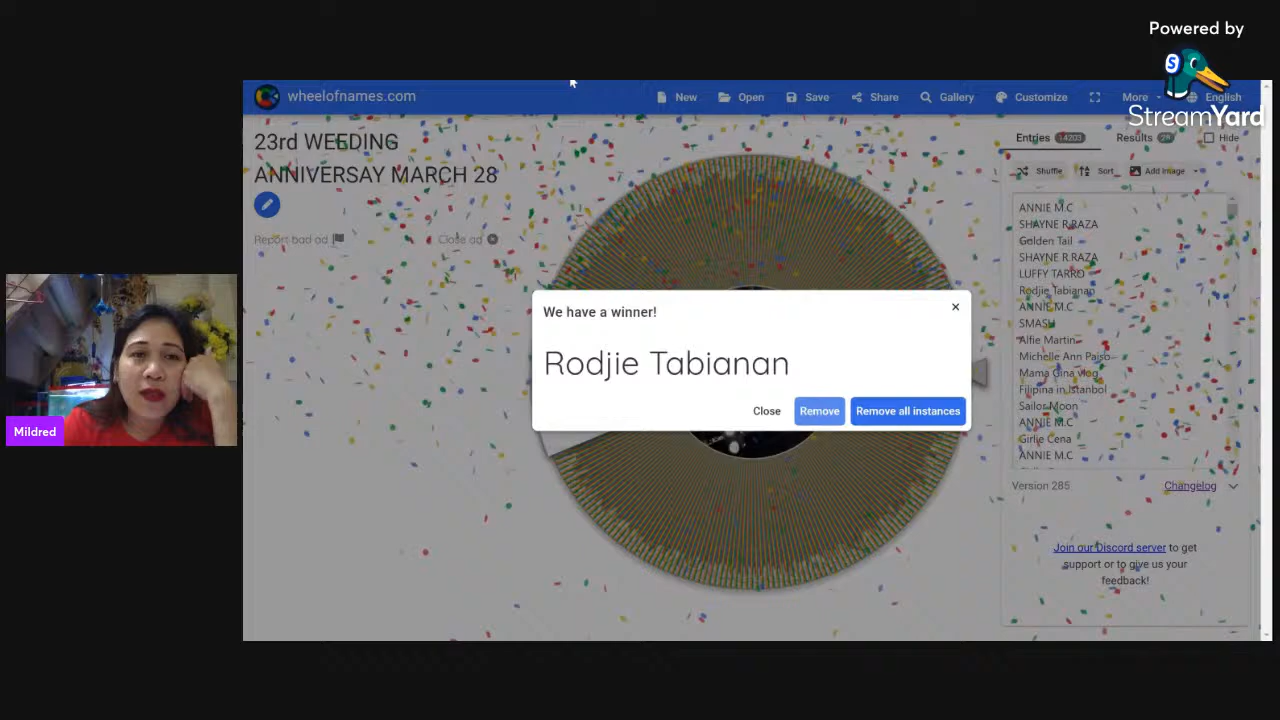 Powered by
StreamYard
wheelofnames.com
New
Open
Save
Share
Gallery
Customize
More
English
23rd WEEDING
ANNIVERSAY MARCH 28
Report bad ad
Close ad
Entries 14203
Results
Hide
Shuffle
Sort
Add Image
ANNIE M.C
SHAYNE R.RAZA
Golden Tail
SHAYNE R.RAZA
LUFFY TARRO
Rodjie Tabianan
ANNIE M.C
SMASH
Alfie Martin
Michelle Ann Paiso
Mama Gina vlog
Filipina in Istanbol
Sailor Moon
ANNIE M.C
Girlie Cena
ANNIE M.C
We have a winner!
Rodjie Tabianan
Close
Remove
Remove all instances
Mildred
Version 285
Changelog
Join our Discord server to get
support or to give us your
feedback!